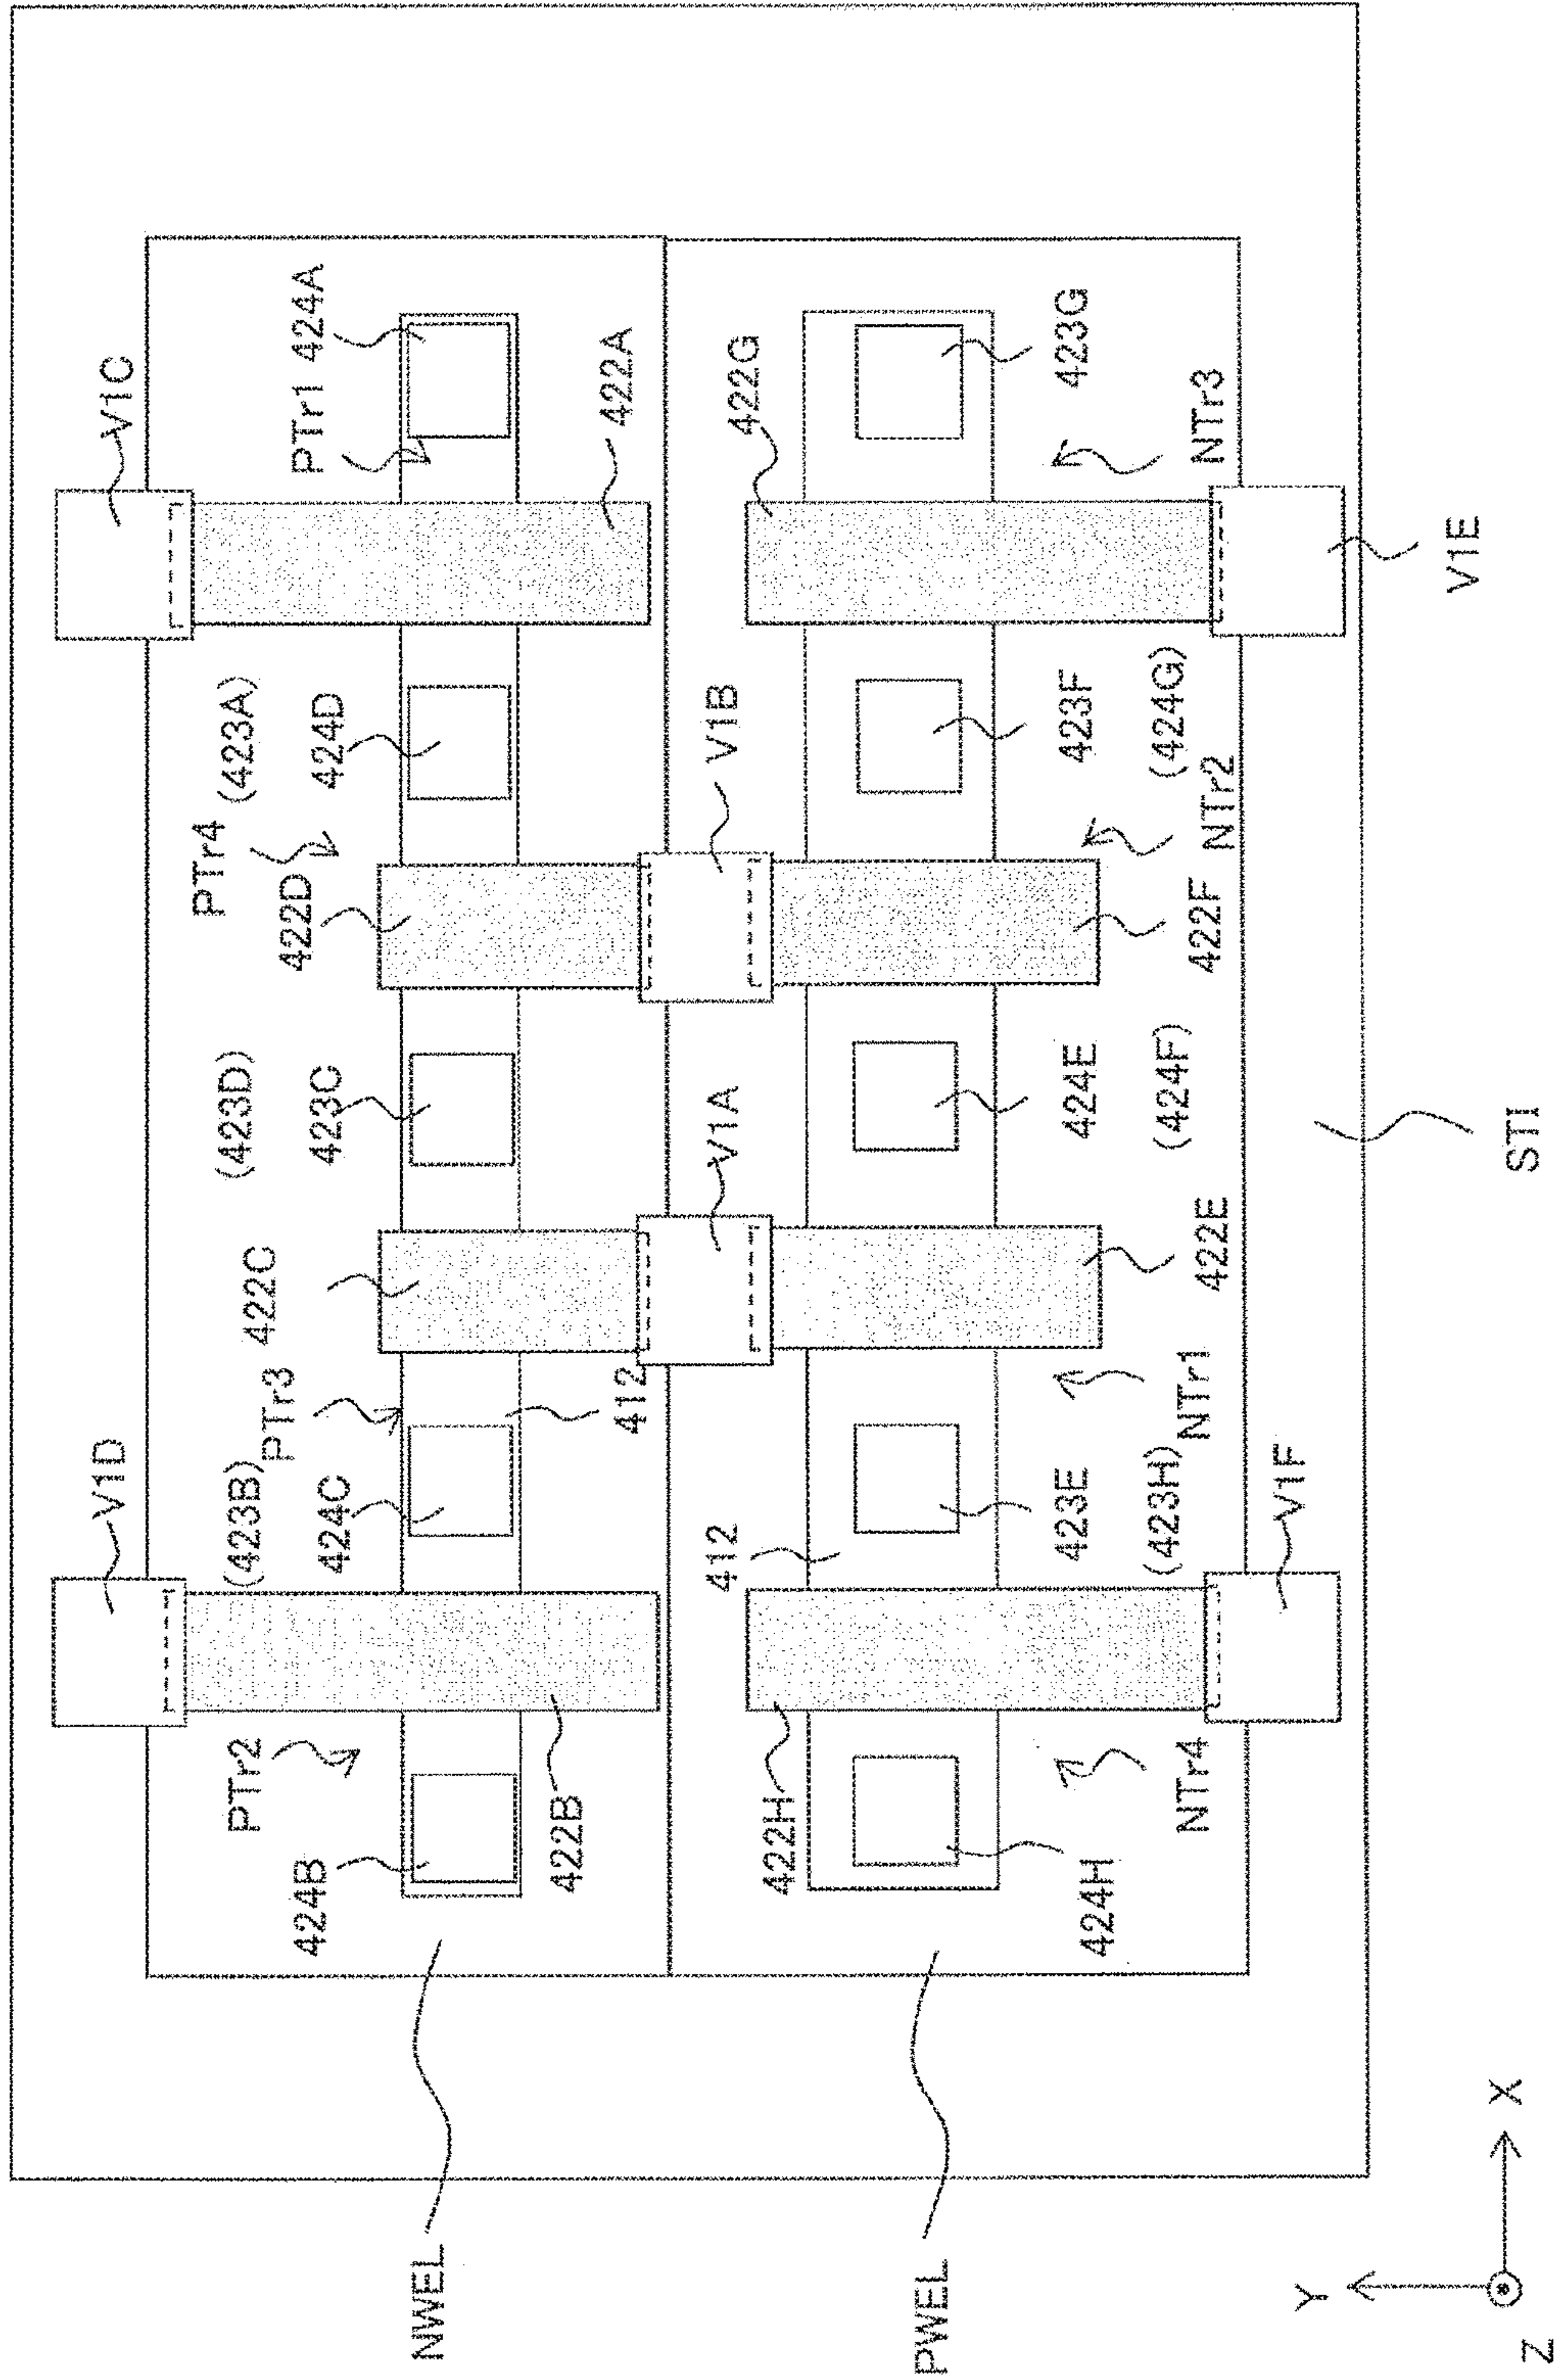 V1D
V1C
PTr4
(423B)
(423D)
(423A)
PTr2
PTr3
422C
422D
424B
424C
423C
424D
PTr1
424A
422B
412
422A
NWEL
V1A
V1B
422H
412
422G
PWEL
424H
423E
424E
423F
423G
(423H)
(424F)
(424G)
NTr4
NTr1
422E
422F
NTr2
NTr3
V1F
V1E
STI
Y
X
Z